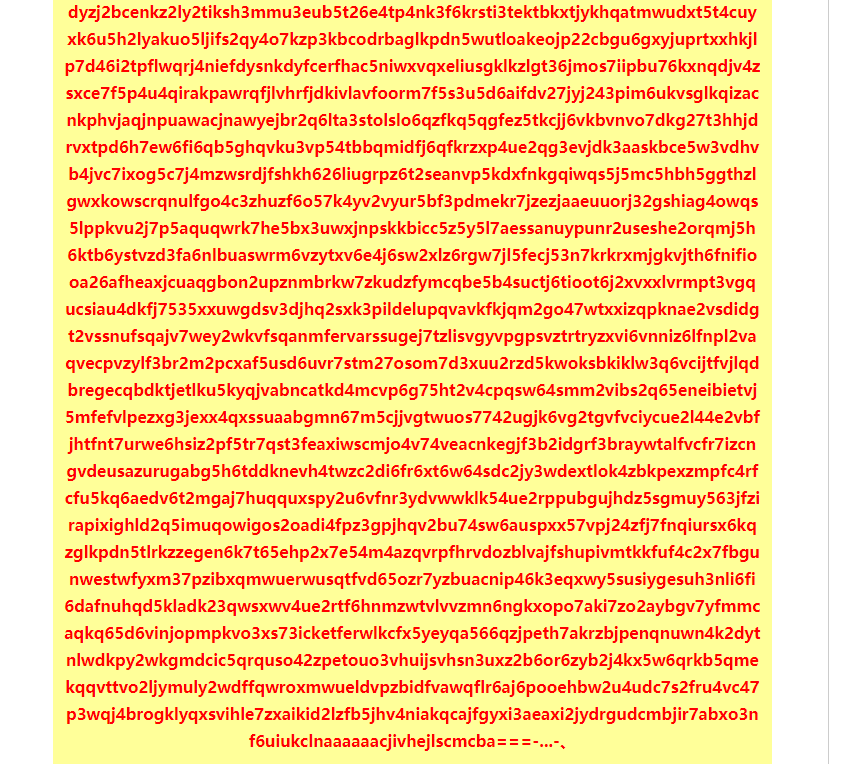 dyzj2bcenkz2ly2tiksh3mmu3eub5t26e4tp4nk3f6krsti3tektbkxtjykhqatmwudxt5t4cuy
xk6u5h2lyakuo5ljifs2qy4o7kzp3kbcodrbaglkpdn5wutloakeojp22cbgu6gxyjuprtxxhkjl
p7d46i2tpflwqrj4niefdysnkdyfcerfhac5niwxvqxeliusgklkzlgt36jmos7iipbu76kxnqdjv4z
sxce7f5p4u4qirakpawrqfjlvhrfjdkivlavfoorm7f5s3u5d6aifdv27jyj243pim6ukvsglkqizac
nkphvjaqjnpuawacjnawyejbr2q6lta3stolslo6qzfkq5qgfez5tkcjj6vkbvnvo7dkg27t3hhjd
rvxtpd6h7ew6fi6qb5ghqvku3vp54tbbqmidfj6qfkrzxp4ue2qg3evjdk3aaskbce5w3vdhv
b4jvc7ixog5c7j4mzwsrdjfshkh626liugrpz6t2seanvp5kdxfnkgqiwqs5j5mc5hbh5ggthzl
gwxkowscrqnulfgo4c3zhuzf6o57k4yv2vyur5bf3pdmekr7jzezjaaeuuorj32gshiag4owqs
5lppkvu2j7p5aquqwrk7he5bx3uwxjnpskkbicc5z5y5l7aessanuypunr2useshe2orqmj5h
6ktb6ystvzd3fa6nlbuaswrm6vzytxv6e4j6sw2xlz6rgw7jl5fecj53n7krkrxmjgkvjth6fnifio
oa26afheaxjcuaqgbon2upznmbrkw7zkudzfymcqbe5b4suctj6tioot6j2xvxxlvrmpt3vgq
ucsiau4dkfj7535xxuwgdsv3djhq2sxk3pildelupqvavkfkjqm2go47wtxxizqpknae2vsdidg
t2vssnufsqajv7wey2wkvfsqanmfervarssugej7tzlisvgyvpgpsvztrtryzxvi6vnniz6lfnpl2va
qvecpvzylf3br2m2pcxaf5usd6uvr7stm27osom7d3xuu2rzd5kwoksbkiklw3q6vcijtfvjlqd
bregecqbdktjetlku5kyqjvabncatkd4mcvp6g75ht2v4cpqsw64smm2vibs2q65eneibietvj
5mfefvlpezxg3jexx4qxssuaabgmn67m5cjjvgtwuos7742ugjk6vg2tgvfvciycue2l44e2vbf
jhtfnt7urwe6hsiz2pf5tr7qst3feaxiwscmjo4v74veacnkegjf3b2idgrf3braywtalfvcfr7izcn
gvdeusazurugabg5h6tddknevh4twzc2di6fr6xt6w64sdc2jy3wdextlok4zbkpexzmpfc4rf
cfu5kq6aedv6t2mgaj7huqquxspy2u6vfnr3ydvwwklk54ue2rppubgujhdz5sgmuy563jfzi
rapixighld2q5imuqowigos2oadi4fpz3gpjhqv2bu74sw6auspxx57vpj24zfj7fnqiursx6kq
zglkpdn5tlrkzzegen6k7t65ehp2x7e54m4azqvrpfhrvdozblvajfshupivmtkkfuf4c2x7fbgu
nwestwfyxm37pzibxqmwuerwusqtfvd65ozr7yzbuacnip46k3eqxwy5susiygesuh3nli6fi
6dafnuhqd5kladk23qwsxwv4ue2rtf6hnmzwtvlvvzmn6ngkxopo7aki7zo2aybgv7yfmmc
aqkq65d6vinjopmpkvo3xs73icketferwlkcfx5yeyqa566qzjpeth7akrzbjpenqnuwn4k2dyt
nlwdkpy2wkgmdcic5qrquso42zpetouo3vhuijsvhsn3uxz2b6or6zyb2j4kx5w6qrkb5qme
kqqvttvo2ljymuly2wdffqwroxmwueldvpzbidfvawqflr6aj6pooehbw2u4udc7s2fru4vc47
p3wqj4brogklyqxsvihle7zxaikid2lzfb5jhv4niakqcajfgyxi3aeaxi2jydrgudcmbjir7abxo3n
f6uiukclnaaaaaacjivhejlscmcba===-...-、